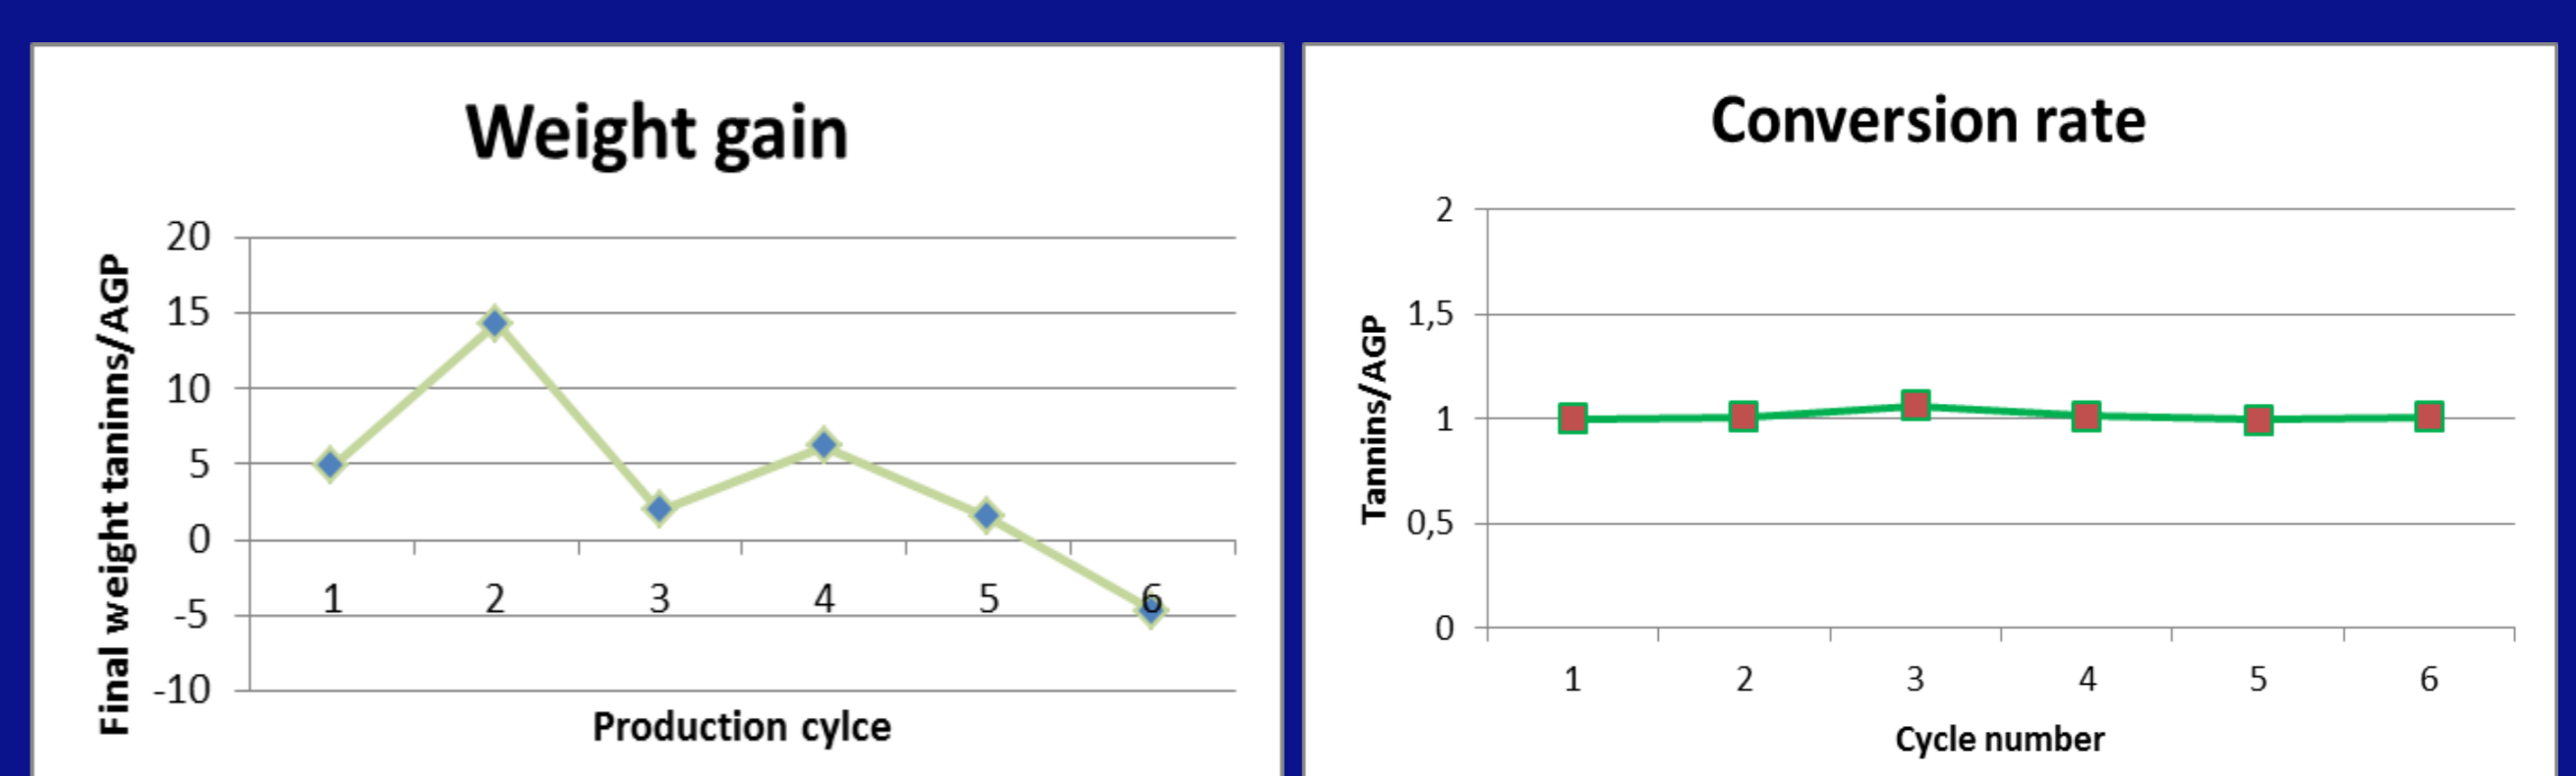 Weight gain
Final weight taninns/AGP
20
15
10
5
0
-5
-10
1 2 3 4 5 6
Production cylce
Conversion rate
Tannins/AGP
2
1,5
1
0,5
0
1 2 3 4 5 6
Cycle number